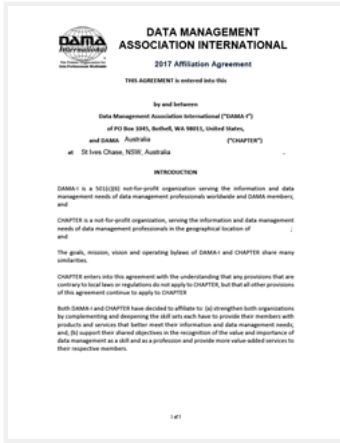 DAMA
International
DATA MANAGEMENT
ASSOCIATION INTERNATIONAL
2017 Affiliation Agreement
THIS AGREEMENT is entered into this
by and between
Data Management Association International ("DAMA-I")
of PO Box 1045, Bothell, WA 98011, United States,
and DAMA Australia ("CHAPTER")
at St Ives Chase, NSW, Australia .
INTRODUCTION
DAMA-I is a 501(c)(6) not-for-profit organization serving the information and data
management needs of data management professionals worldwide and DAMA members;
and
CHAPTER is a not-for-profit organization, serving the information and data management
needs of data management professionals in the geographical location of ;
and
The goals, mission, vision and operating bylaws of DAMA-I and CHAPTER share many
similarities.
CHAPTER enters into this agreement with the understanding that any provisions that are
contrary to local laws or regulations do not apply to CHAPTER, but that all other provisions
of this agreement continue to apply to CHAPTER
Both DAMA-I and CHAPTER have decided to affiliate to: (a) strengthen both organizations
by complementing and deepening the skill sets each have to provide their members with
products and services that better meet their information and data management needs;
and, (b) support their shared objectives in the recognition of the value and importance of
data management as a skill and as a profession and provide more value-added services to
their respective members.